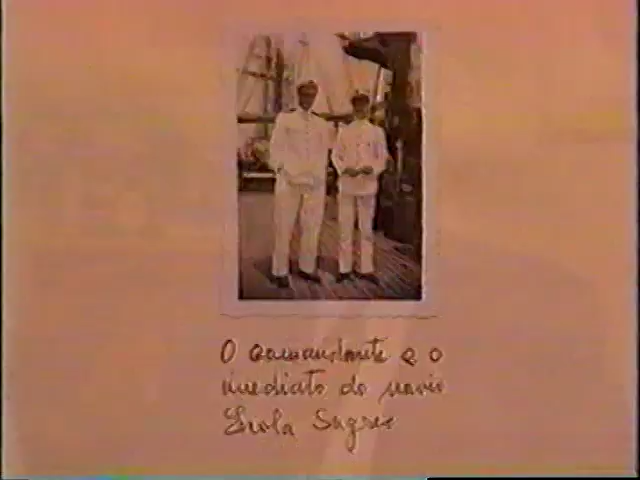 O comandante e o
imediato do navio
Escola Sagres